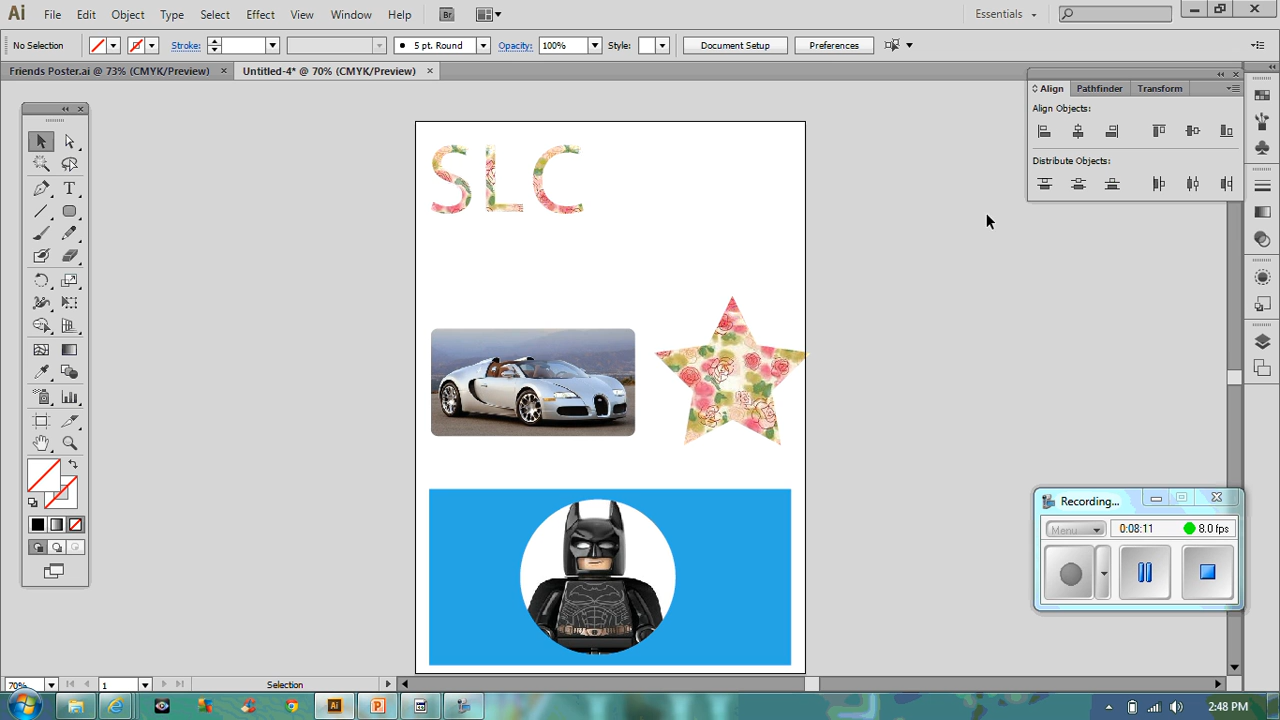 Ai File Edit Object Type Select Effect View Window Help Br Essentials
No Selection Stroke: 5 pt. Round Opacity: 100% Style: Document Setup Preferences
Friends Poster.ai @ 73% (CMYK/Preview) × Untitled-4* @ 70% (CMYK/Preview) ×
Align Pathfinder Transform
Align Objects:
Distribute Objects:
SLC
Recording...
Menu 0:08:11 8.0 fps
70% 1 Selection
Ai 2:48 PM